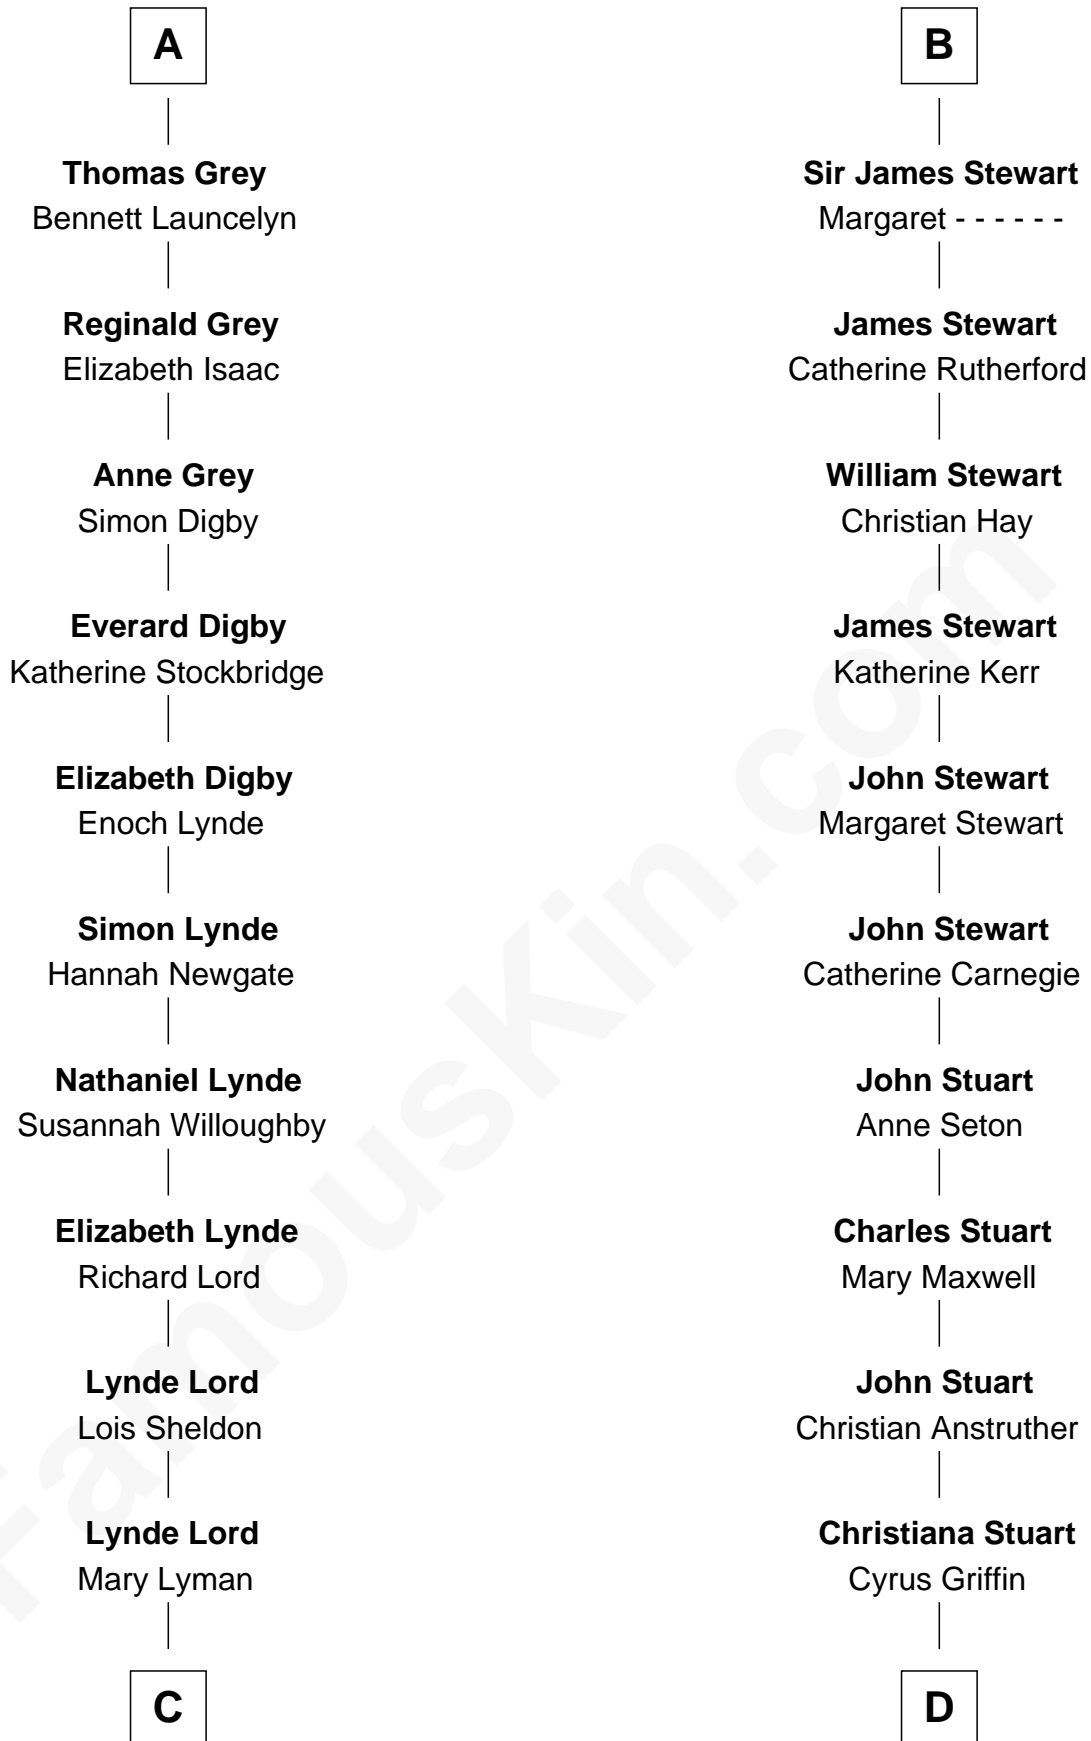 A
Thomas Grey
Bennett Launcelyn
Reginald Grey
Elizabeth Isaac
Anne Grey
Simon Digby
Everard Digby
Katherine Stockbridge
Elizabeth Digby
Enoch Lynde
Simon Lynde
Hannah Newgate
Nathaniel Lynde
Susannah Willoughby
Elizabeth Lynde
Richard Lord
Lynde Lord
Lois Sheldon
Lynde Lord
Mary Lyman
C
B
Sir James Stewart
Margaret - - - - - -
James Stewart
Catherine Rutherford
William Stewart
Christian Hay
James Stewart
Katherine Kerr
John Stewart
Margaret Stewart
John Stewart
Catherine Carnegie
John Stuart
Anne Seton
Charles Stuart
Mary Maxwell
John Stuart
Christian Anstruther
Christiana Stuart
Cyrus Griffin
D
FamousKin.com